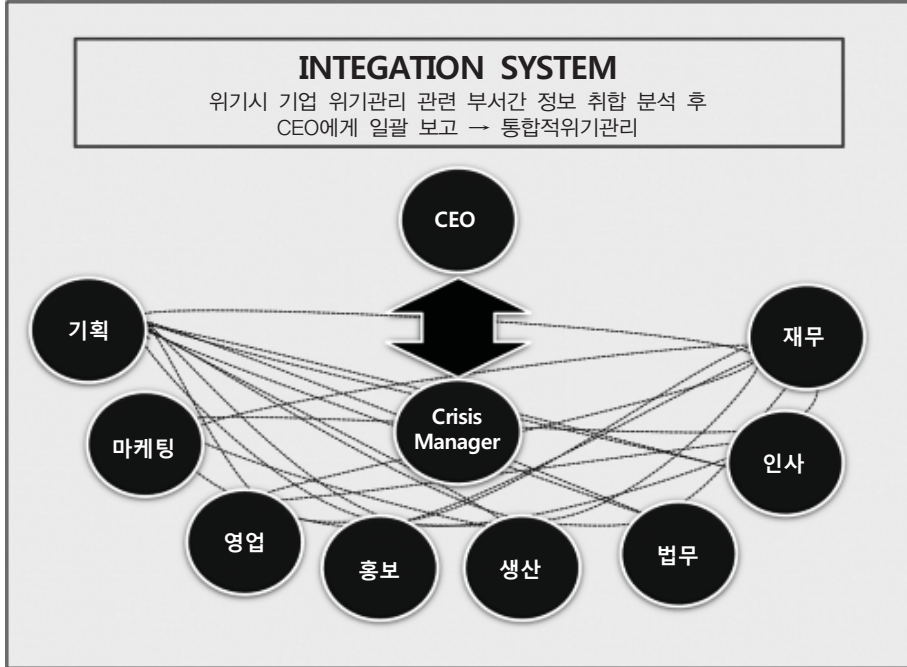 INTEGATION SYSTEM
위기시 기업 위기관리 관련 부서간 정보 취합 분석 후
CEO에게 일괄 보고 → 통합적위기관리
CEO
기획
재무
Crisis
Manager
마케팅
인사
영업
홍보
생산
법무